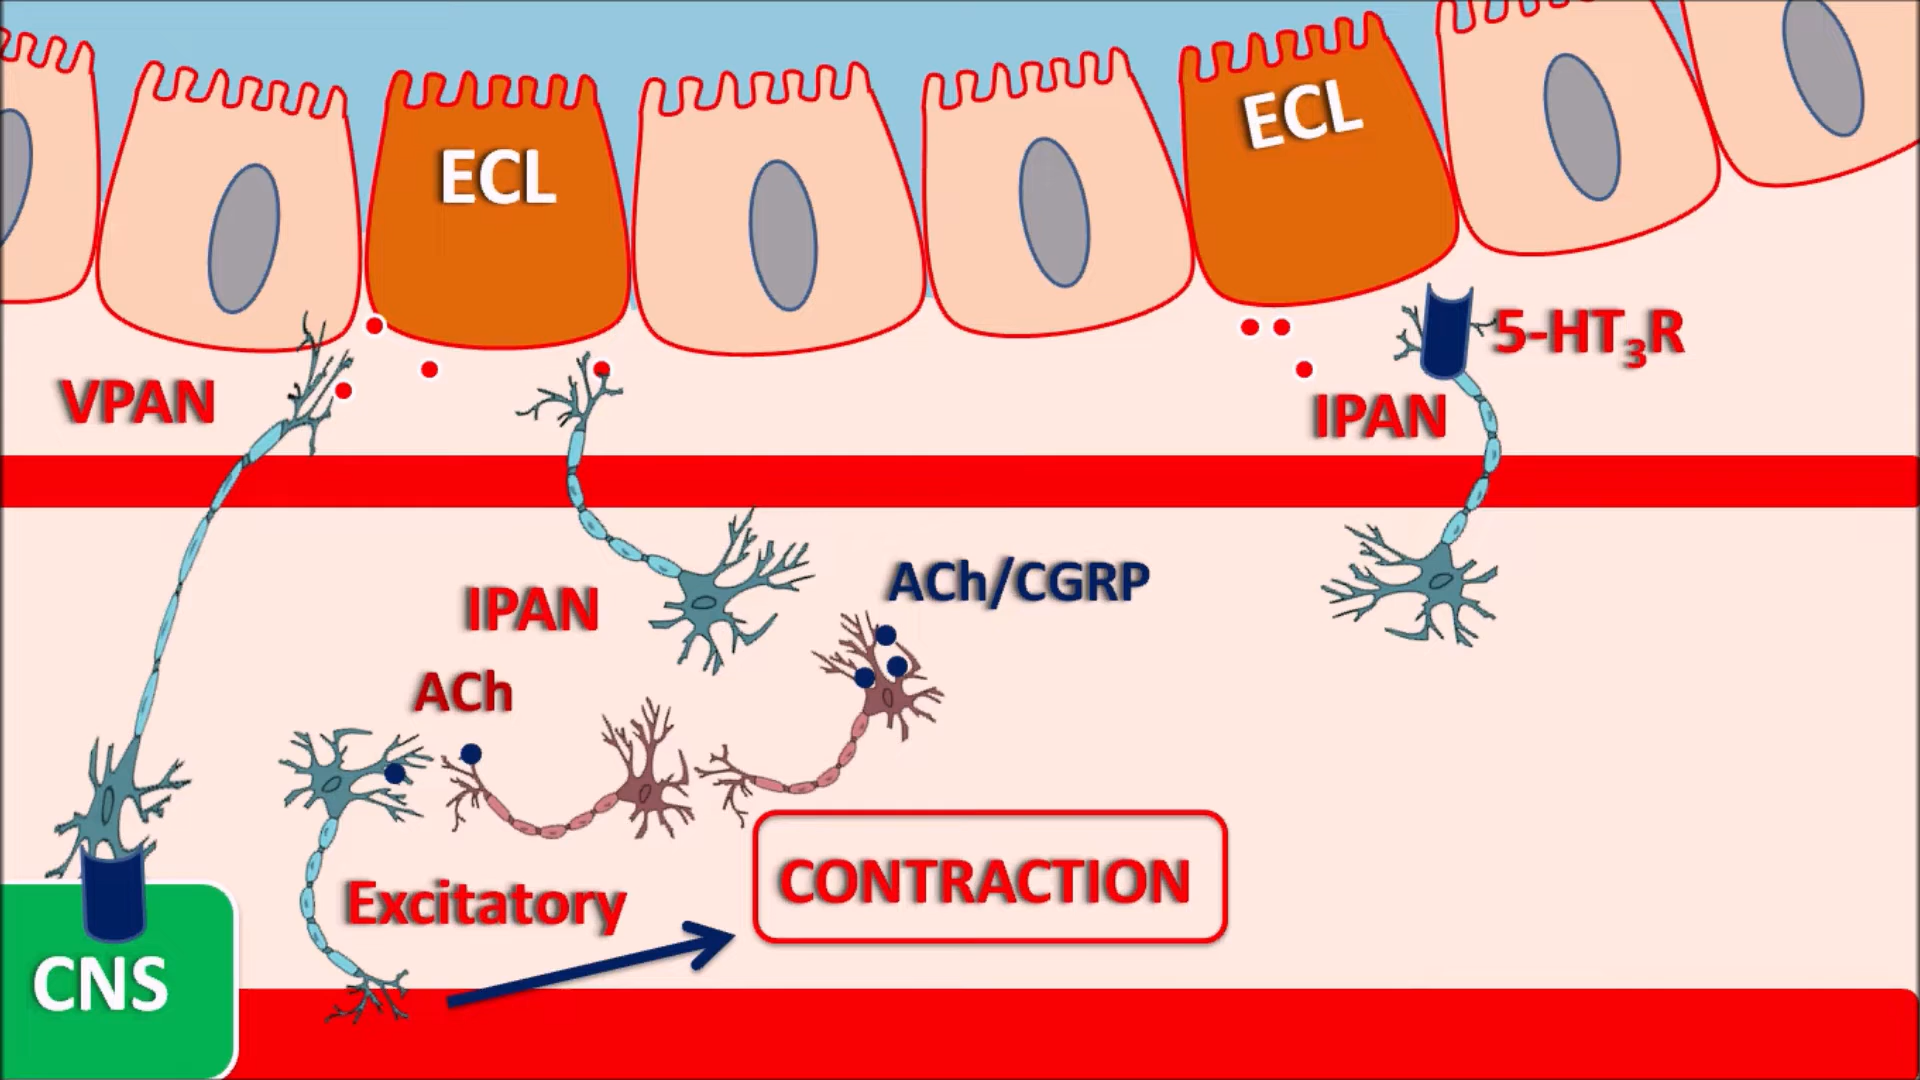 ECL
ECL
5-HT₃R
VPAN
IPAN
ACh/CGRP
IPAN
ACh
CONTRACTION
Excitatory
CNS